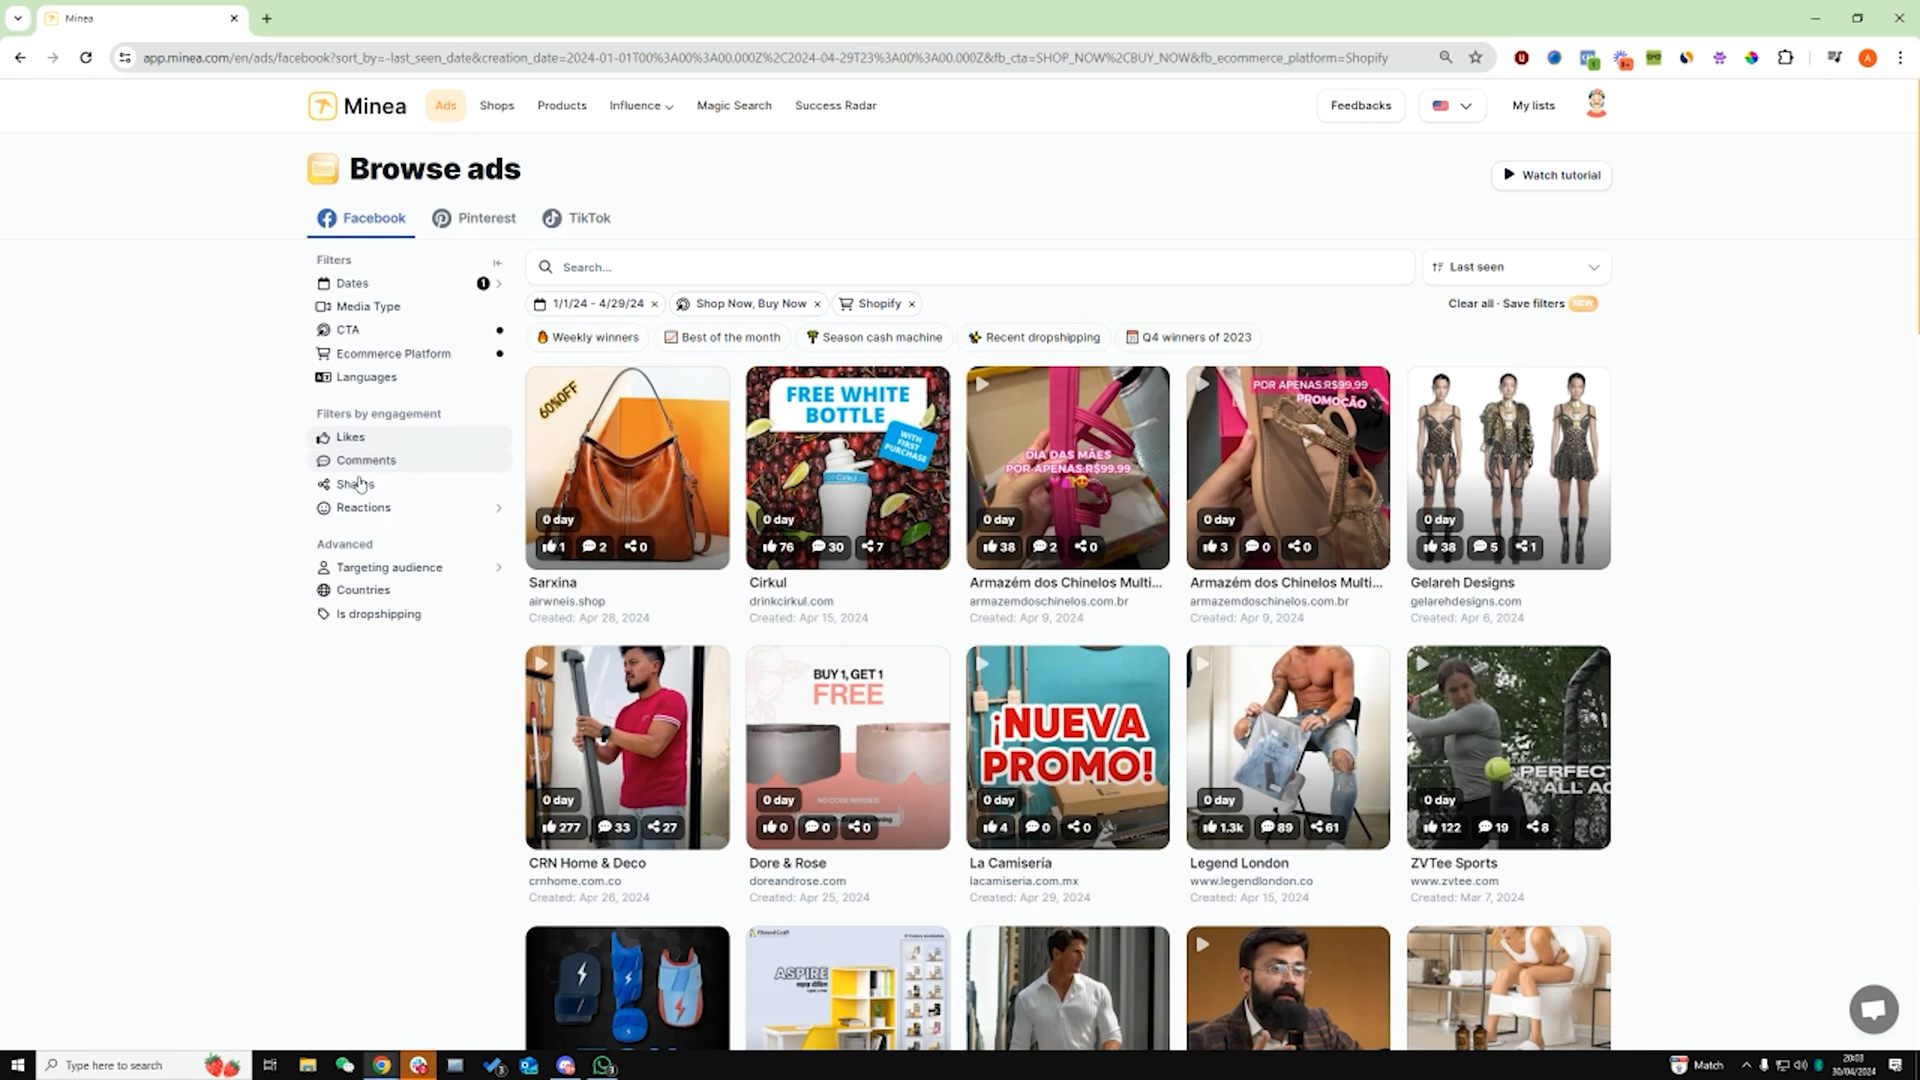 Minea
app.minea.com/en/ads/facebook?sort_by=-last_seen_date&creation_date=2024-01-01T00%3A00%3A00.000Z%2C2024-04-29T23%3A00%3A00.000Z&fb_cta=SHOP_NOW%2CBUY_NOW&fb_ecommerce_platform=Shopify
Minea Ads Shops Products Influence Magic Search Success Radar Feedbacks My lists
Browse ads
Watch tutorial
Facebook Pinterest TikTok
Filters
Dates 1
Media Type
CTA
Ecommerce Platform
Languages
Filters by engagement
Likes
Comments
Shares
Reactions
Advanced
Targeting audience
Countries
Is dropshipping
Search...
Last seen
1/1/24 - 4/29/24 × Shop Now, Buy Now × Shopify ×
Clear all · Save filters NEW
Weekly winners Best of the month Season cash machine Recent dropshipping Q4 winners of 2023
60%OFF
0 day
1 2 0
Sarxina
airwneis.shop
Created: Apr 28, 2024
FREE WHITE
BOTTLE
WITH
FIRST
PURCHASE
Cirkul
0 day
76 30 7
Cirkul
drinkcirkul.com
Created: Apr 15, 2024
DIA DAS MÃES
POR APENAS:R$99,99
0 day
38 2 0
Armazém dos Chinelos Multi...
armazemdoschinelos.com.br
Created: Apr 9, 2024
POR APENAS:R$99,99
PROMOÇÃO
0 day
3 0 0
Armazém dos Chinelos Multi...
armazemdoschinelos.com.br
Created: Apr 9, 2024
0 day
38 5 1
Gelareh Designs
gelarehdesigns.com
Created: Apr 6, 2024
0 day
277 33 27
CRN Home & Deco
crnhome.com.co
Created: Apr 26, 2024
BUY 1, GET 1
FREE
NO CODE NEEDED
0 day
0 0 0
Dore & Rose
doreandrose.com
Created: Apr 25, 2024
¡NUEVA
PROMO!
0 day
4 0 0
La Camisería
lacamiseria.com.mx
Created: Apr 29, 2024
0 day
1.3k 89 61
Legend London
www.legendlondon.co
Created: Apr 15, 2024
PERFEC
ALL AC
0 day
122 19 8
ZVTee Sports
www.zvtee.com
Created: Mar 7, 2024
ASPIRE
Type here to search
Match
20:03
30/04/2024